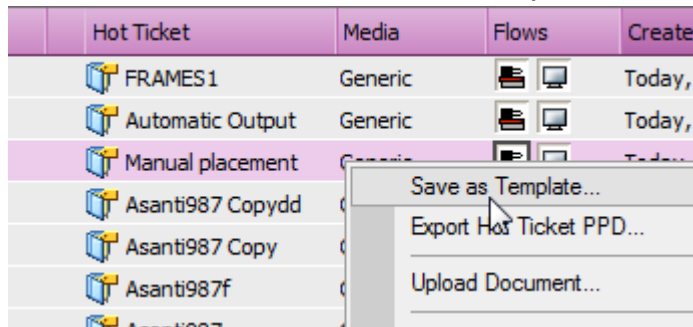 Hot Ticket Media Flows Create
FRAMES1 Generic Today,
Automatic Output Generic Today,
Manual placement
Save as Template...
Asanti987 Copydd
Export Hot Ticket PPD...
Asanti987 Copy
Asanti987f
Upload Document...